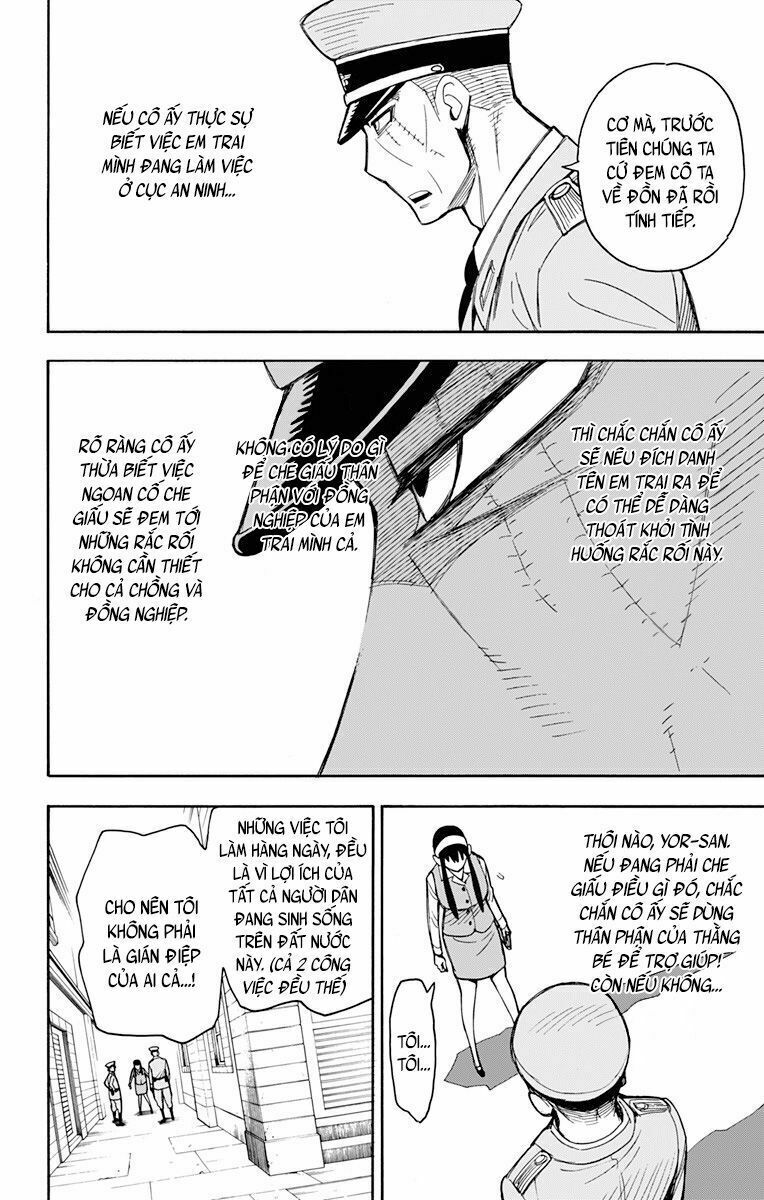 CƠ MÀ, TRƯỚC
TIÊN CHÚNG TA
CỨ ĐEM CÔ TA
VỀ ĐỒN ĐÃ RỒI
TÍNH TIẾP.
NẾU CÔ ẤY THỰC SỰ
BIẾT VIỆC EM TRAI
MÌNH ĐANG LÀM VIỆC
Ở CỤC AN NINH...
THÌ CHẮC CHẮN CÔ ẤY
SẼ NÊU ĐÍCH DANH
TÊN EM TRAI RA ĐỂ
CÓ THỂ DỄ DÀNG
THOÁT KHỎI TÌNH
HUỐNG RẮC RỐI NÀY.
KHÔNG CÓ LÝ DO GÌ
ĐỂ CHE GIẤU THÂN
PHẬN VỚI ĐỒNG
NGHIỆP CỦA EM
TRAI MÌNH CẢ.
RÕ RÀNG CÔ ẤY
THỪA BIẾT VIỆC
NGOAN CỐ CHE
GIẤU SẼ ĐEM TỚI
NHỮNG RẮC RỐI
KHÔNG CẦN THIẾT
CHO CẢ CHỒNG VÀ
ĐỒNG NGHIỆP.
THÔI NÀO, YOR-SAN.
NẾU ĐANG PHẢI CHE
GIẤU ĐIỀU GÌ ĐÓ, CHẮC
CHẮN CÔ ẤY SẼ DÙNG
THÂN PHẬN CỦA THẰNG
BÉ ĐỂ TRỢ GIÚP!
CÒN NẾU KHÔNG...
TÔI...
TÔI...
NHỮNG VIỆC TÔI
LÀM HÀNG NGÀY, ĐỀU
LÀ VÌ LỢI ÍCH CỦA
TẤT CẢ NGƯỜI DÂN
ĐANG SINH SỐNG
TRÊN ĐẤT NƯỚC
NÀY. (CẢ 2 CÔNG
VIỆC ĐỀU THẾ)
CHO NÊN TÔI
KHÔNG PHẢI
LÀ GIÁN ĐIỆP
CỦA AI CẢ...!